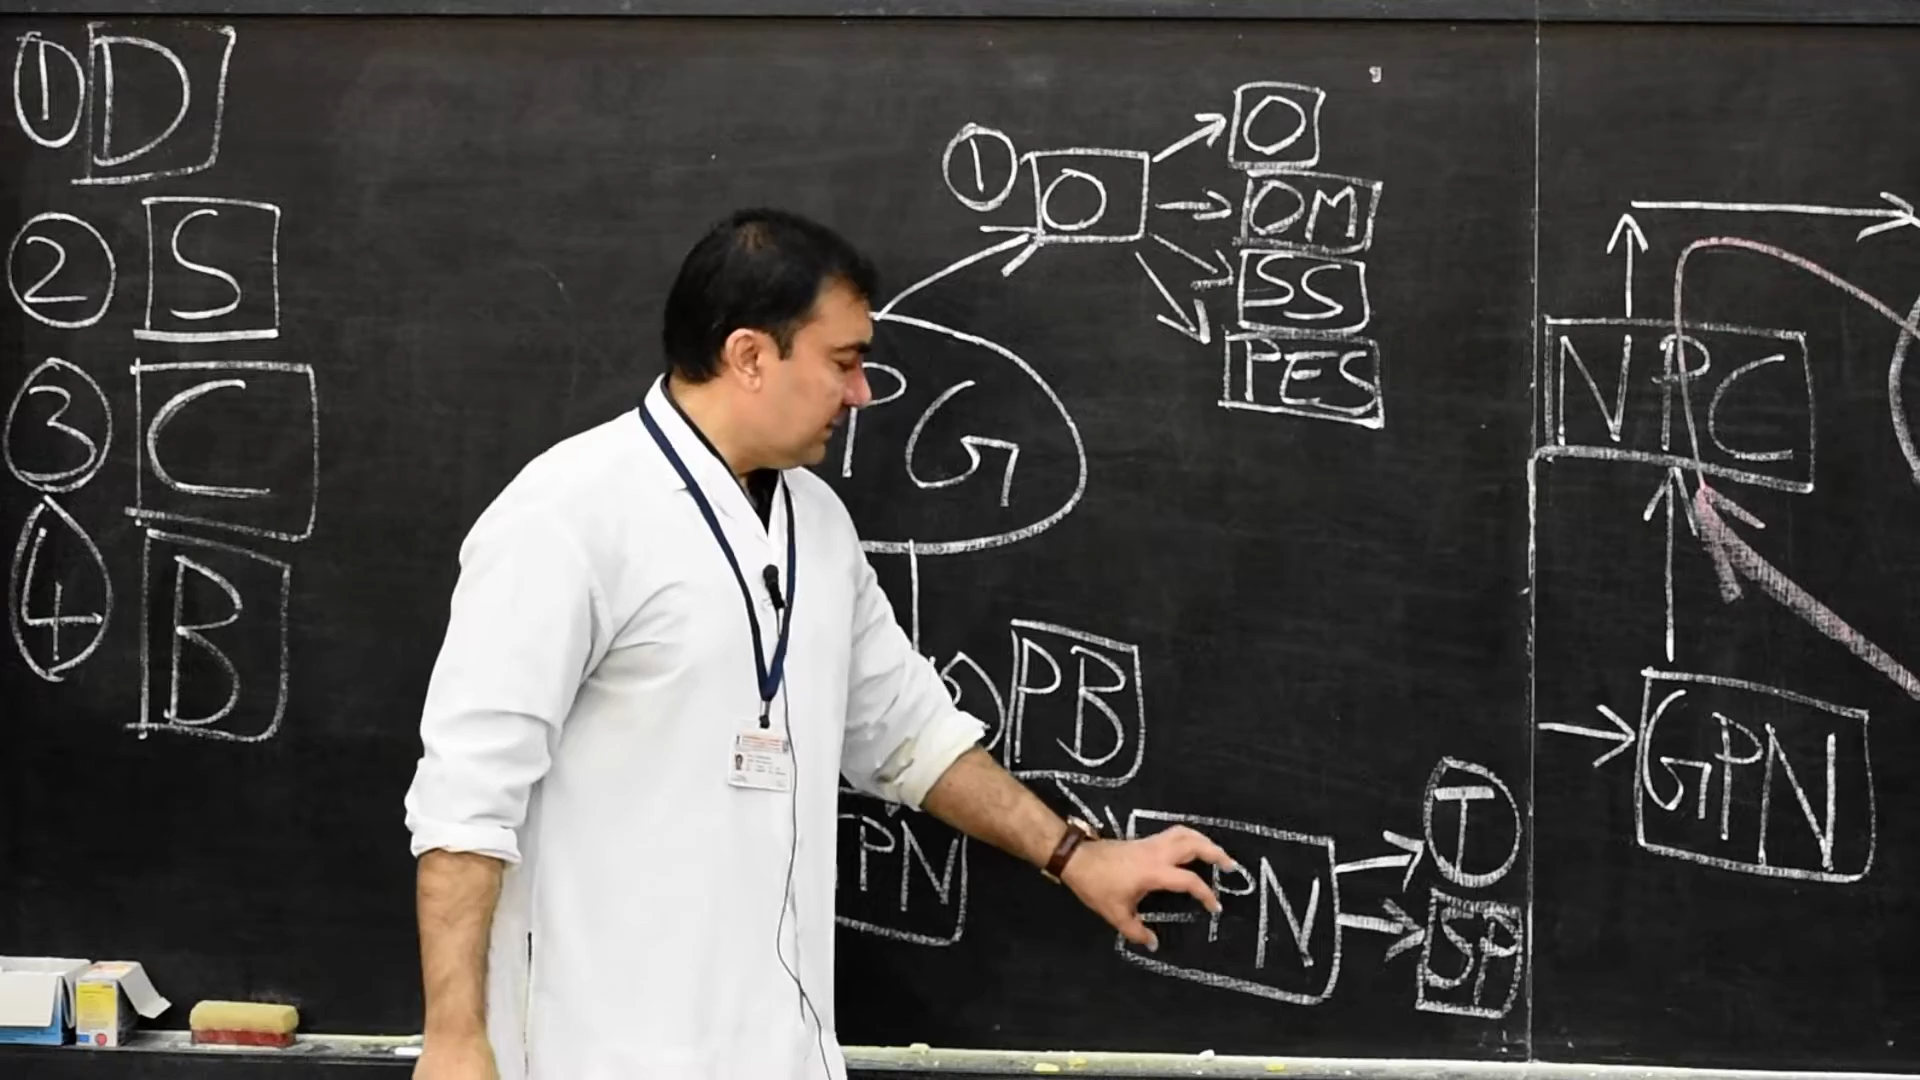 ① D
② S
③ C
④ B
① O
O
OM
SS
PES
PG
PB
PN
PN
T
SP
NPC
GPN